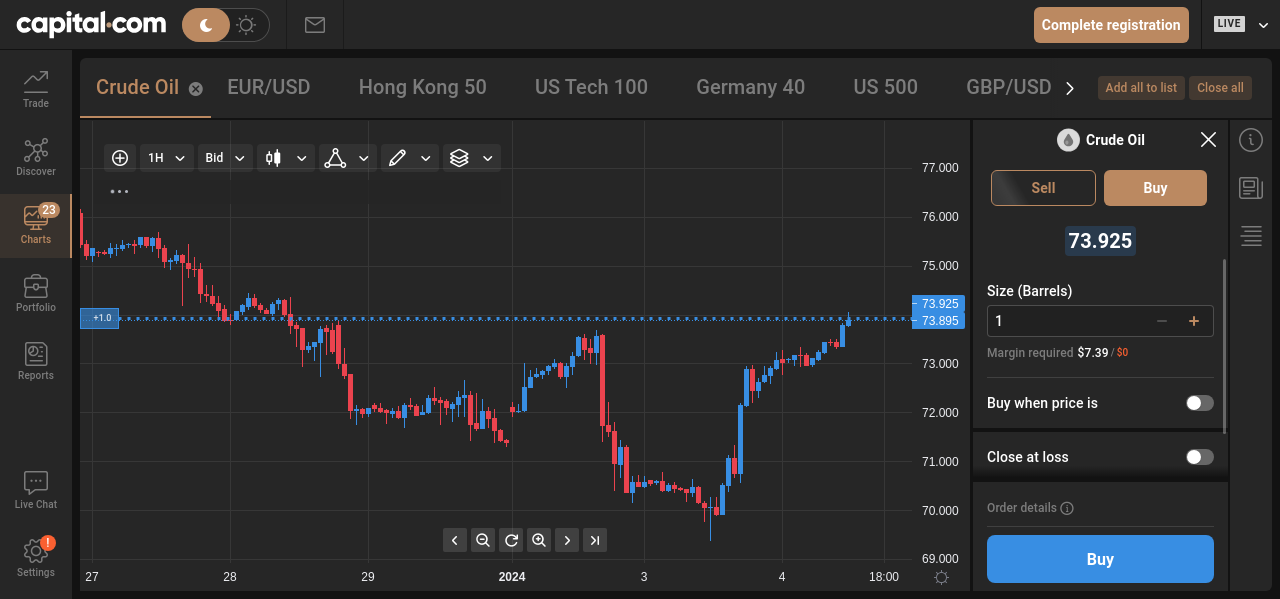 capital.com
Complete registration
LIVE
Trade
Discover
23
Charts
Portfolio
Reports
Live Chat
!
Settings
Crude Oil EUR/USD Hong Kong 50 US Tech 100 Germany 40 US 500 GBP/USD
Add all to list Close all
1H Bid
+1.0
77.000
76.000
75.000
73.925
73.895
73.000
72.000
71.000
70.000
69.000
27 28 29 2024 3 4 18:00
Crude Oil
Sell Buy
73.925
Size (Barrels)
1
Margin required $7.39 / $0
Buy when price is
Close at loss
Order details
Buy